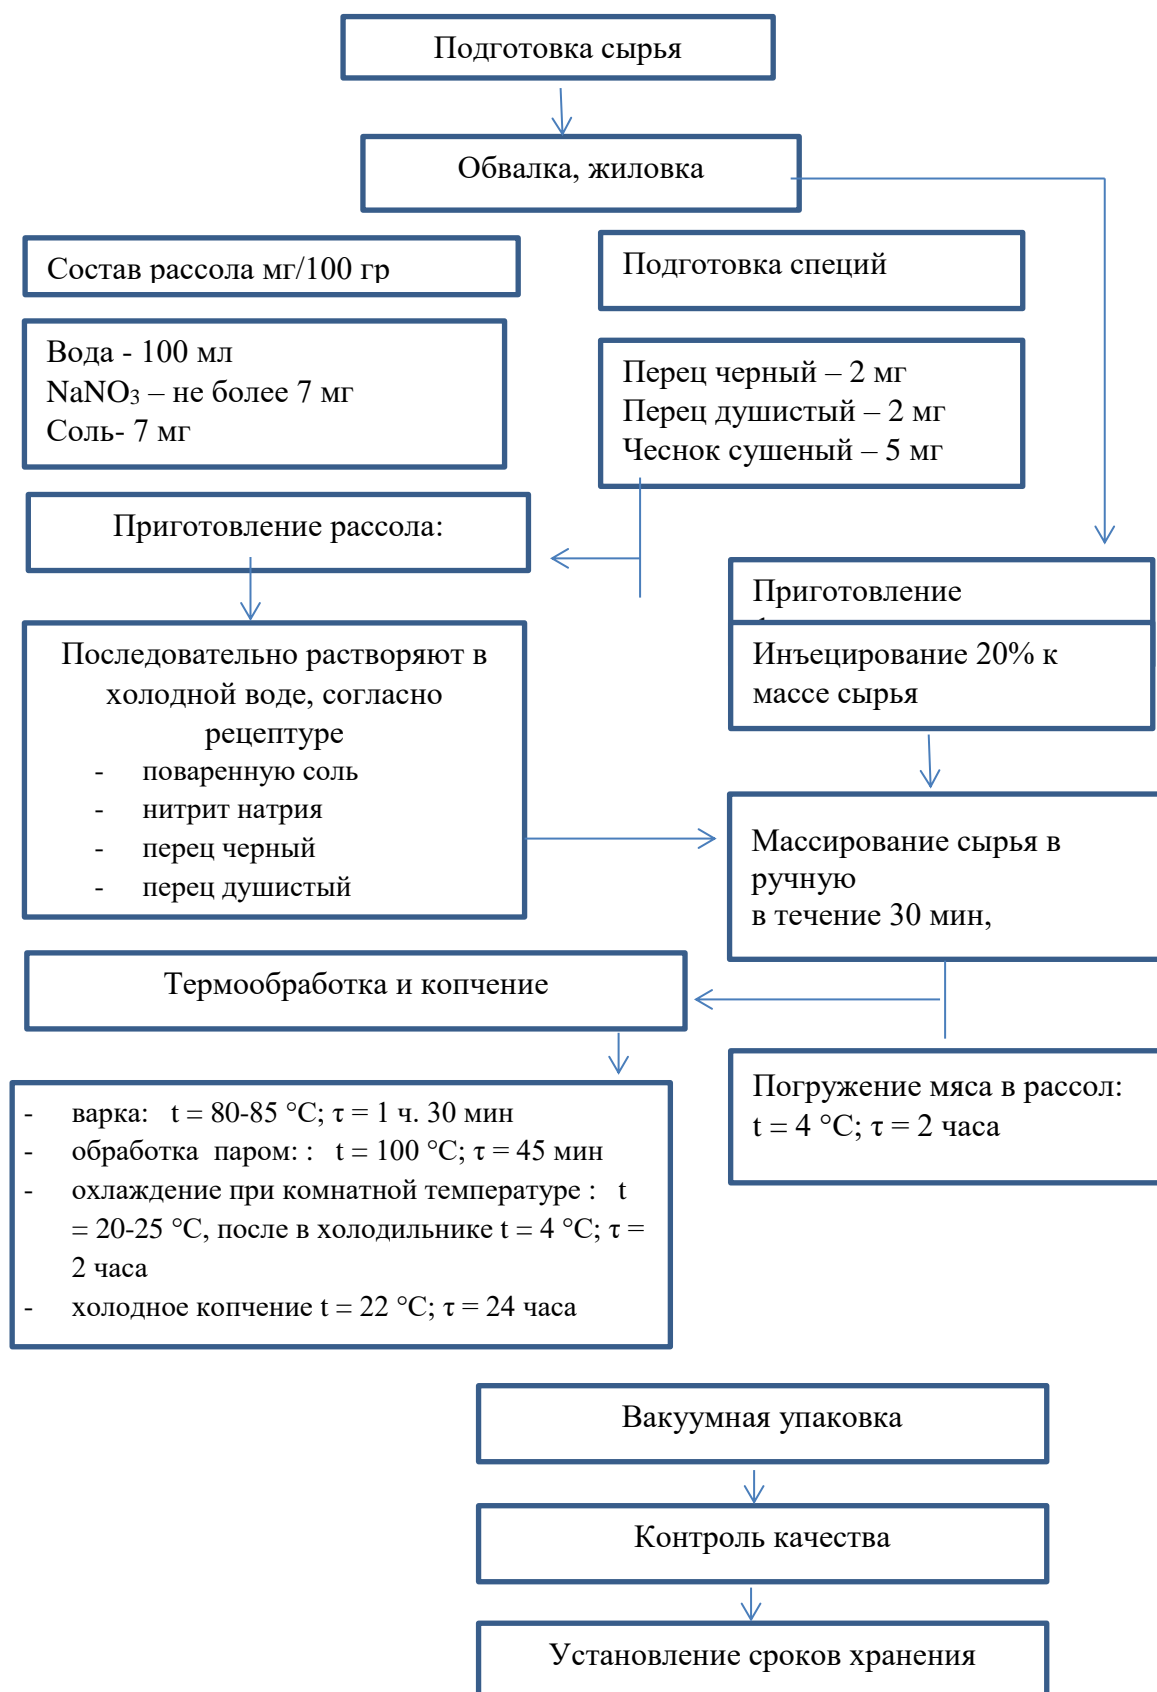 Подготовка сырья
Обвалка, жиловка
Состав рассола мг/100 гр
Подготовка специй
Вода - 100 мл
NaNO₃ – не более 7 мг
Соль- 7 мг
Перец черный – 2 мг
Перец душистый – 2 мг
Чеснок сушеный – 5 мг
Приготовление рассола:
Приготовление
Последовательно растворяют в
холодной воде, согласно
рецептуре
- поваренную соль
- нитрит натрия
- перец черный
- перец душистый
Инъецирование 20% к
массе сырья
Массирование сырья в
ручную
в течение 30 мин,
Термообработка и копчение
Погружение мяса в рассол:
t = 4 °C; τ = 2 часа
- варка: t = 80-85 °C; τ = 1 ч. 30 мин
- обработка паром: : t = 100 °C; τ = 45 мин
- охлаждение при комнатной температуре : t
= 20-25 °C, после в холодильнике t = 4 °C; τ =
2 часа
- холодное копчение t = 22 °C; τ = 24 часа
Вакуумная упаковка
Контроль качества
Установление сроков хранения